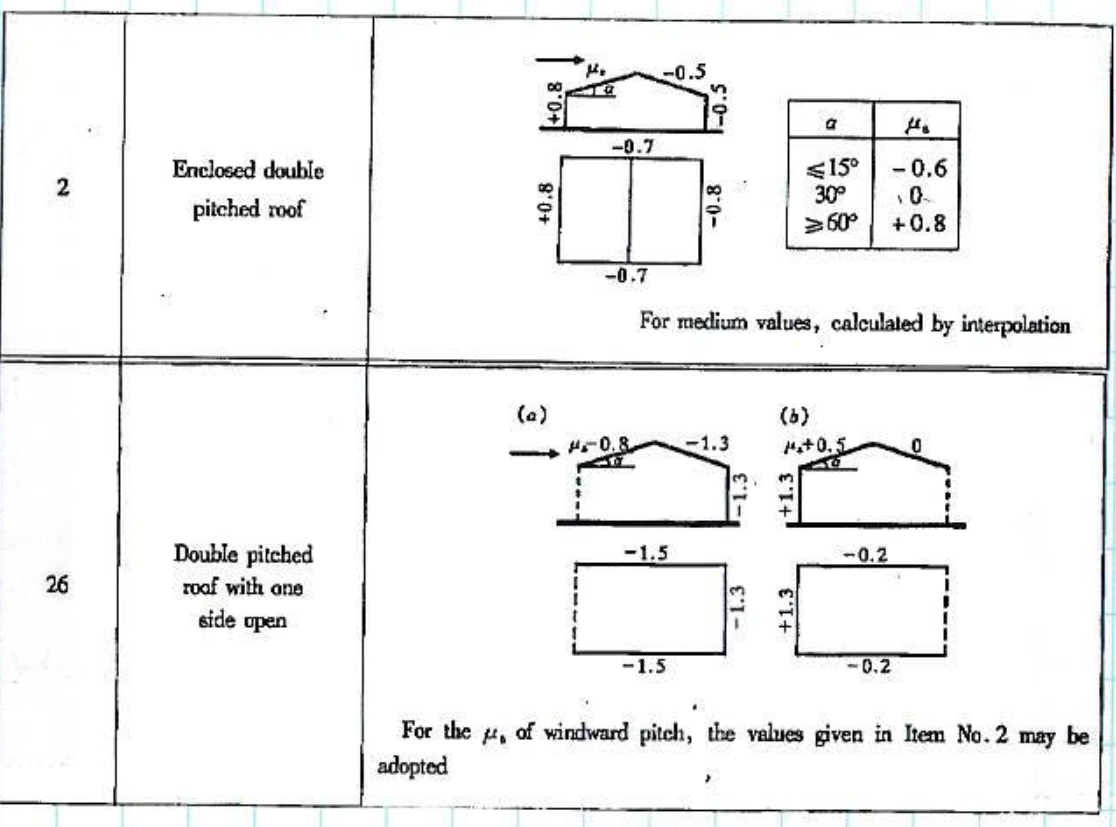 2
Enclosed double
pitched roof
μs
-0.5
+0.8
α
-0.5
-0.7
+0.8
-0.8
-0.7
α μs
≤15° -0.6
30° 0
≥60° +0.8
For medium values, calculated by interpolation
26
Double pitched
roof with one
side open
(a) (b)
μs-0.8 -1.3 μs+0.5 0
α α
-1.3 +1.3
-1.5 -0.2
-1.3 +1.3
-1.5 -0.2
For the μs of windward pitch, the values given in Item No. 2 may be
adopted